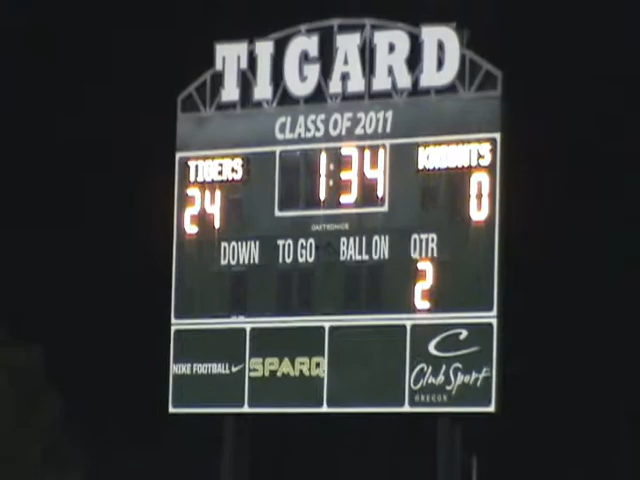 TIGARD
CLASS OF 2011
TIGERS 1:34 KNIGHTS
24 0
DAKTRONICS
DOWN TO GO BALL ON QTR
2
NIKE FOOTBALL SPARQ Club Sport
OREGON